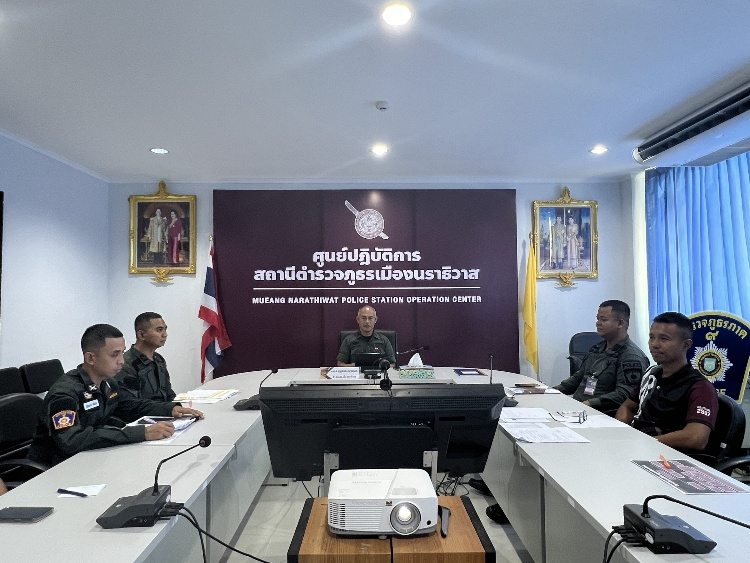 ศูนย์ปฏิบัติการ
สถานีตำรวจภูธรเมืองนราธิวาส
MUEANG NARATHIWAT POLICE STATION OPERATION CENTER